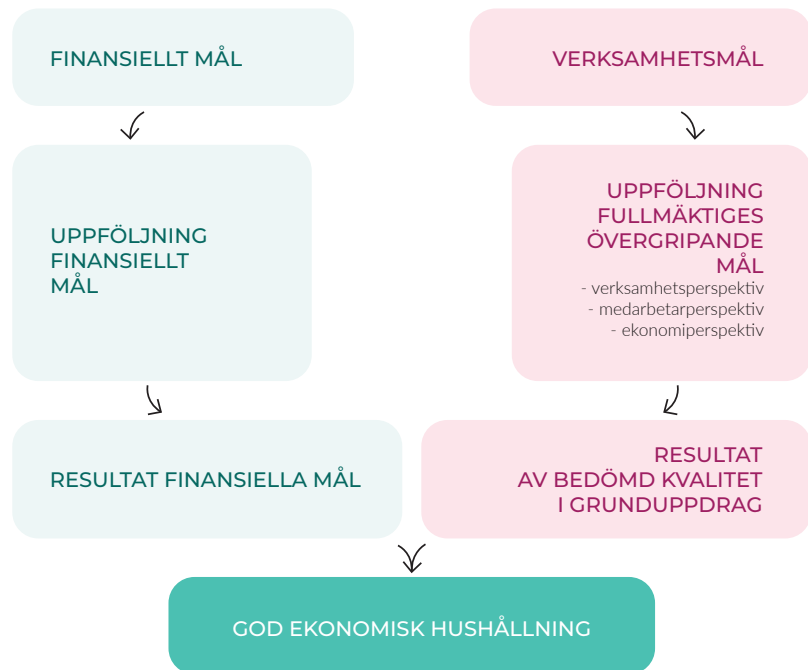 FINANSIELLT MÅL
VERKSAMHETSMÅL
UPPFÖLJNING
FINANSIELLT
MÅL
UPPFÖLJNING
FULLMÄKTIGES
ÖVERGRIPANDE
MÅL
- verksamhetsperspektiv
- medarbetarperspektiv
- ekonomiperspektiv
RESULTAT FINANSIELLA MÅL
RESULTAT
AV BEDÖMD KVALITET
I GRUNDUPPDRAG
GOD EKONOMISK HUSHÅLLNING